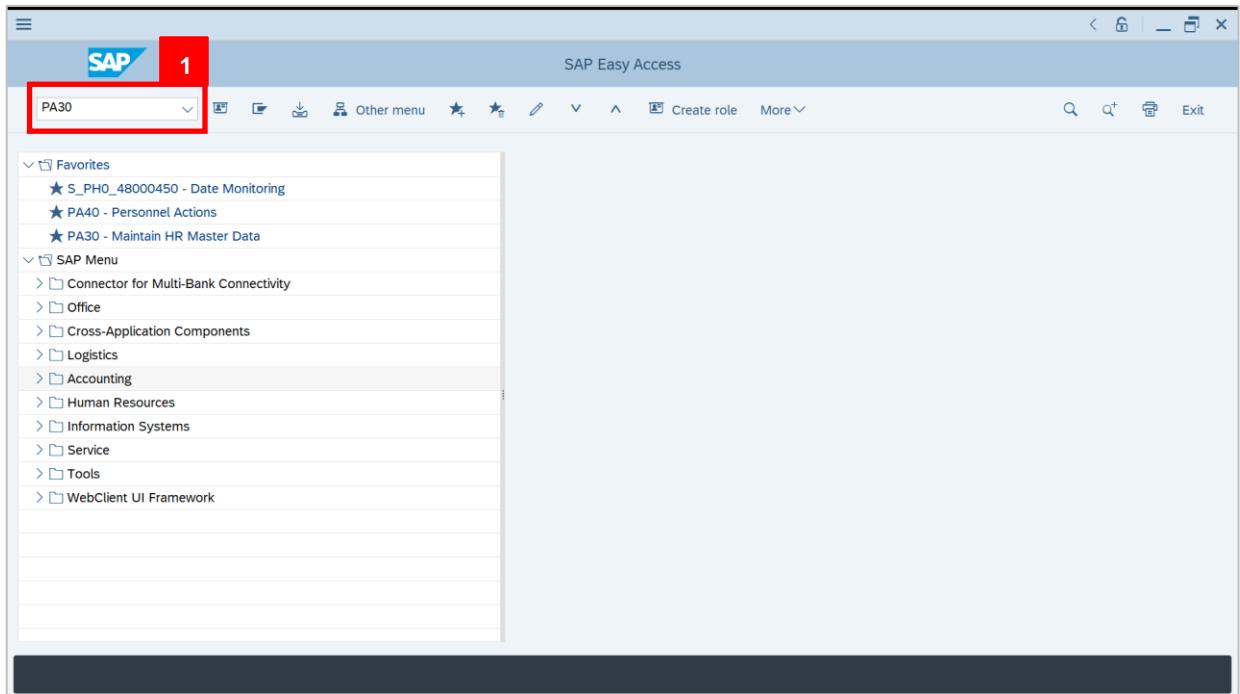 SAP
1
SAP Easy Access
PA30
Other menu
Create role
More
Exit
Favorites
S_PH0_48000450 - Date Monitoring
PA40 - Personnel Actions
PA30 - Maintain HR Master Data
SAP Menu
Connector for Multi-Bank Connectivity
Office
Cross-Application Components
Logistics
Accounting
Human Resources
Information Systems
Service
Tools
WebClient UI Framework